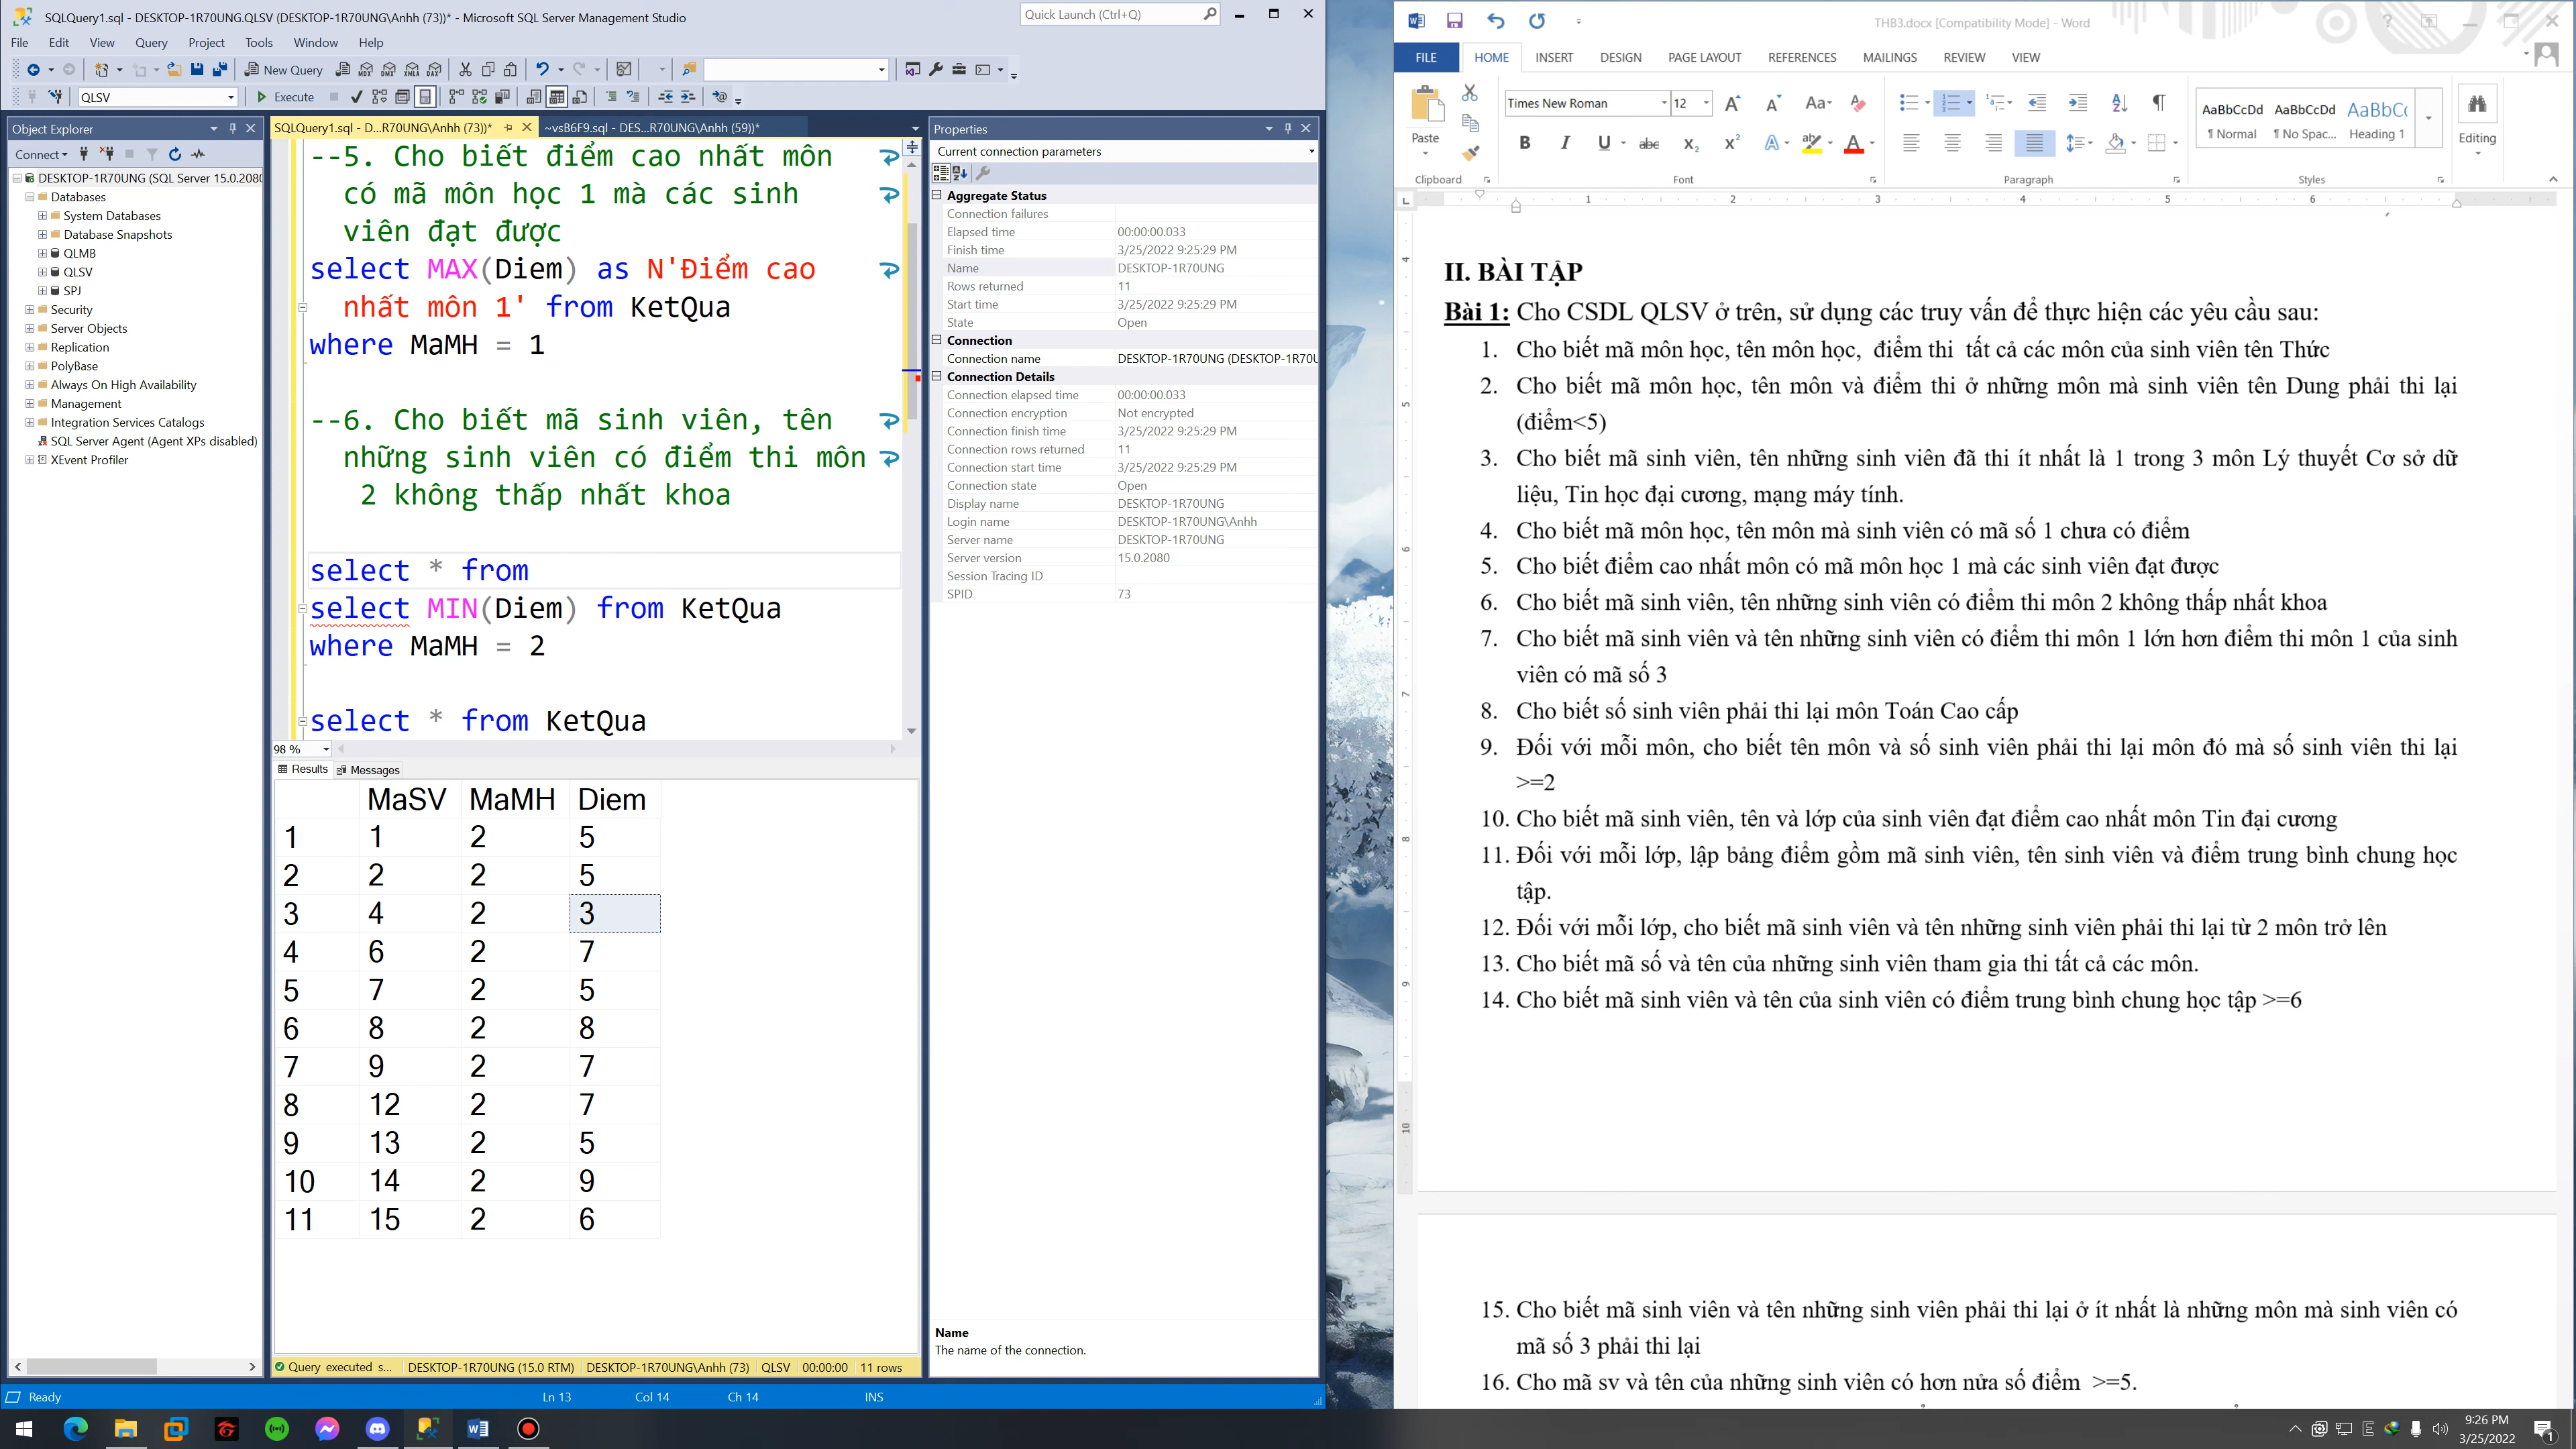 SQLQuery1.sql - DESKTOP-1R70UNG.QLSV (DESKTOP-1R70UNG\Anhh (73))* - Microsoft SQL Server Management Studio
Quick Launch (Ctrl+Q)
File Edit View Query Project Tools Window Help
New Query
QLSV
Execute
Object Explorer
Connect
DESKTOP-1R70UNG (SQL Server 15.0.2080
Databases
System Databases
Database Snapshots
QLMB
QLSV
SPJ
Security
Server Objects
Replication
PolyBase
Always On High Availability
Management
Integration Services Catalogs
SQL Server Agent (Agent XPs disabled)
XEvent Profiler
SQLQuery1.sql - D...R70UNG\Anhh (73))*
~vsB6F9.sql - DES...R70UNG\Anhh (59))*
--5. Cho biết điểm cao nhất môn
có mã môn học 1 mà các sinh
viên đạt được
select MAX(Diem) as N'Điểm cao
nhất môn 1' from KetQua
where MaMH = 1
--6. Cho biết mã sinh viên, tên
những sinh viên có điểm thi môn
2 không thấp nhất khoa
select * from
select MIN(Diem) from KetQua
where MaMH = 2
select * from KetQua
98 %
Results Messages
MaSV MaMH Diem
1 1 2 5
2 2 2 5
3 4 2 3
4 6 2 7
5 7 2 5
6 8 2 8
7 9 2 7
8 12 2 7
9 13 2 5
10 14 2 9
11 15 2 6
Query executed s... DESKTOP-1R70UNG (15.0 RTM) DESKTOP-1R70UNG\Anhh (73) QLSV 00:00:00 11 rows
Properties
Current connection parameters
Aggregate Status
Connection failures
Elapsed time 00:00:00.033
Finish time 3/25/2022 9:25:29 PM
Name DESKTOP-1R70UNG
Rows returned 11
Start time 3/25/2022 9:25:29 PM
State Open
Connection
Connection name DESKTOP-1R70UNG (DESKTOP-1R70U
Connection Details
Connection elapsed time 00:00:00.033
Connection encryption Not encrypted
Connection finish time 3/25/2022 9:25:29 PM
Connection rows returned 11
Connection start time 3/25/2022 9:25:29 PM
Connection state Open
Display name DESKTOP-1R70UNG
Login name DESKTOP-1R70UNG\Anhh
Server name DESKTOP-1R70UNG
Server version 15.0.2080
Session Tracing ID
SPID 73
Name
The name of the connection.
Ready Ln 13 Col 14 Ch 14 INS
THB3.docx [Compatibility Mode] - Word
FILE HOME INSERT DESIGN PAGE LAYOUT REFERENCES MAILINGS REVIEW VIEW
Paste
Times New Roman 12
AaBbCcDd AaBbCcDd AaBbC
¶ Normal ¶ No Spac... Heading 1
Editing
Clipboard Font Paragraph Styles
1 2 3 4 5 6
4 5 6 7 8 9 10
II. BÀI TẬP
Bài 1: Cho CSDL QLSV ở trên, sử dụng các truy vấn để thực hiện các yêu cầu sau:
1. Cho biết mã môn học, tên môn học, điểm thi tất cả các môn của sinh viên tên Thức
2. Cho biết mã môn học, tên môn và điểm thi ở những môn mà sinh viên tên Dung phải thi lại
(điểm<5)
3. Cho biết mã sinh viên, tên những sinh viên đã thi ít nhất là 1 trong 3 môn Lý thuyết Cơ sở dữ
liệu, Tin học đại cương, mạng máy tính.
4. Cho biết mã môn học, tên môn mà sinh viên có mã số 1 chưa có điểm
5. Cho biết điểm cao nhất môn có mã môn học 1 mà các sinh viên đạt được
6. Cho biết mã sinh viên, tên những sinh viên có điểm thi môn 2 không thấp nhất khoa
7. Cho biết mã sinh viên và tên những sinh viên có điểm thi môn 1 lớn hơn điểm thi môn 1 của sinh
viên có mã số 3
8. Cho biết số sinh viên phải thi lại môn Toán Cao cấp
9. Đối với mỗi môn, cho biết tên môn và số sinh viên phải thi lại môn đó mà số sinh viên thi lại
>=2
10. Cho biết mã sinh viên, tên và lớp của sinh viên đạt điểm cao nhất môn Tin đại cương
11. Đối với mỗi lớp, lập bảng điểm gồm mã sinh viên, tên sinh viên và điểm trung bình chung học
tập.
12. Đối với mỗi lớp, cho biết mã sinh viên và tên những sinh viên phải thi lại từ 2 môn trở lên
13. Cho biết mã số và tên của những sinh viên tham gia thi tất cả các môn.
14. Cho biết mã sinh viên và tên của sinh viên có điểm trung bình chung học tập >=6
15. Cho biết mã sinh viên và tên những sinh viên phải thi lại ở ít nhất là những môn mà sinh viên có
mã số 3 phải thi lại
16. Cho mã sv và tên của những sinh viên có hơn nửa số điểm >=5.
9:26 PM
3/25/2022